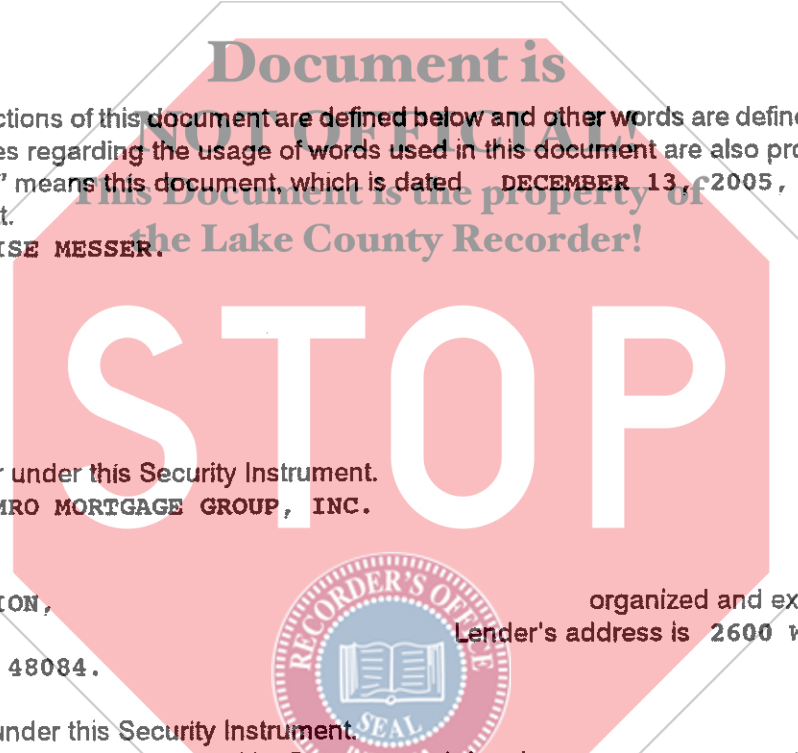 Document is
NOT OFFICIAL!
ctions of this document are defined below and other words are define
es regarding the usage of words used in this document are also pro
" means this document, which is dated DECEMBER 13, 2005,
This Document is the property of
t.
the Lake County Recorder!
ISE MESSER.
STOP
r under this Security Instrument.
MRO MORTGAGE GROUP, INC.
RECORDER'S OFFICE
ION, organized and ex
Lender's address is 2600 W
48084.
SEAL
under this Security Instrument.